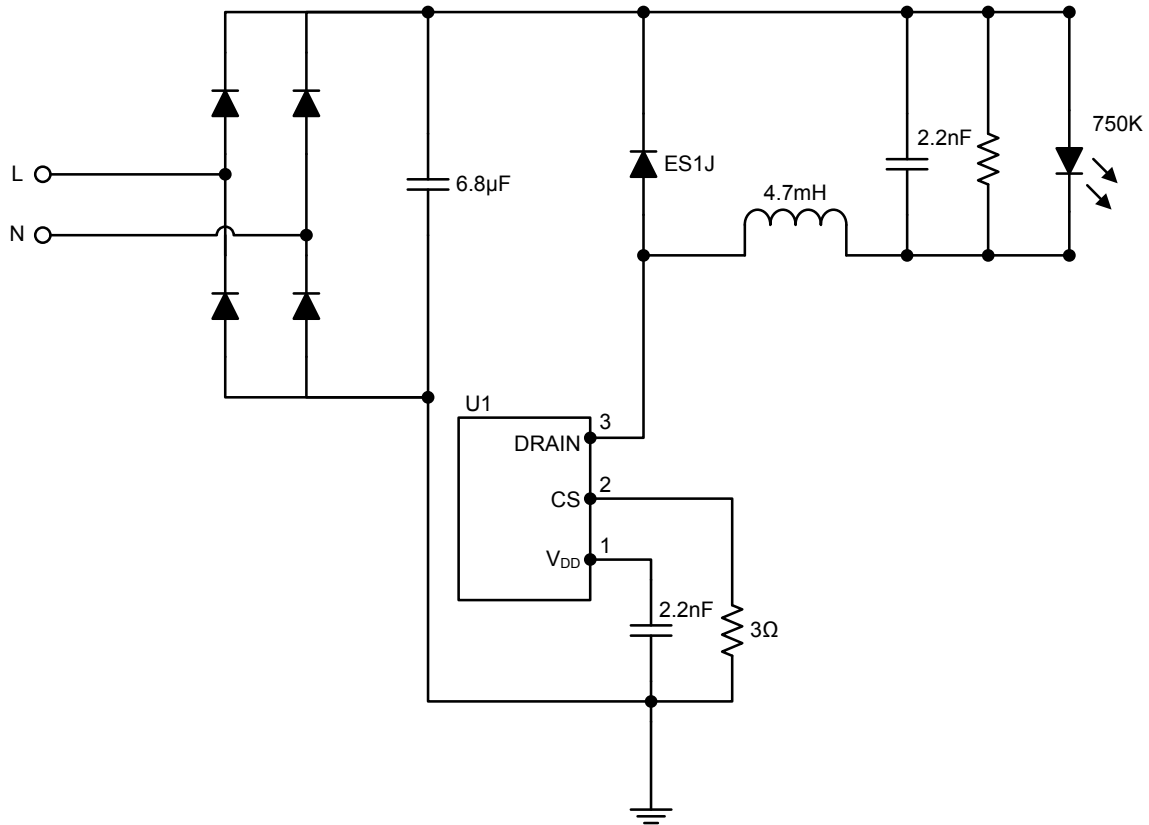 750K
2.2nF
L
ES1J
6.8µF
4.7mH
N
U1
3
DRAIN
2
CS
1
VDD
2.2nF
3Ω